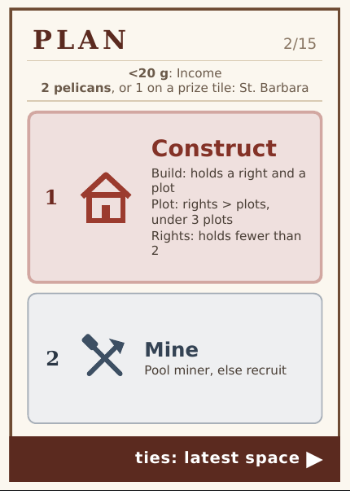 PLAN 2/15
<20 g: Income
2 pelicans, or 1 on a prize tile: St. Barbara
Construct
Build: holds a right and a
plot
Plot: rights > plots,
under 3 plots
Rights: holds fewer than
2
1
Mine
2
Pool miner, else recruit
ties: latest space ▶